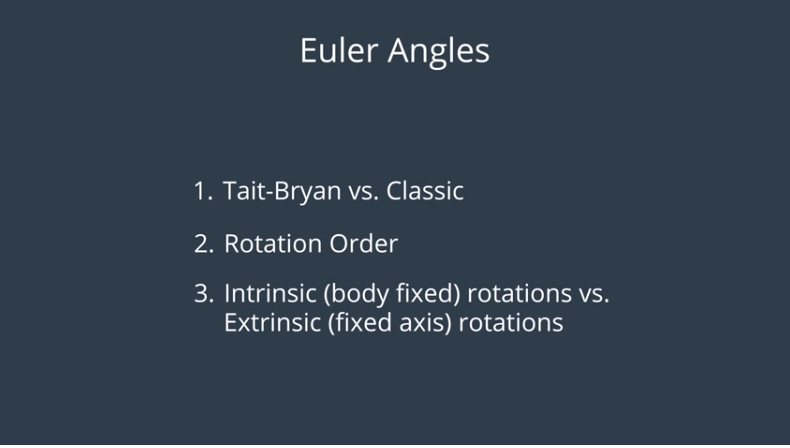 Euler Angles
1. Tait-Bryan vs. Classic
2. Rotation Order
3. Intrinsic (body fixed) rotations vs.
Extrinsic (fixed axis) rotations